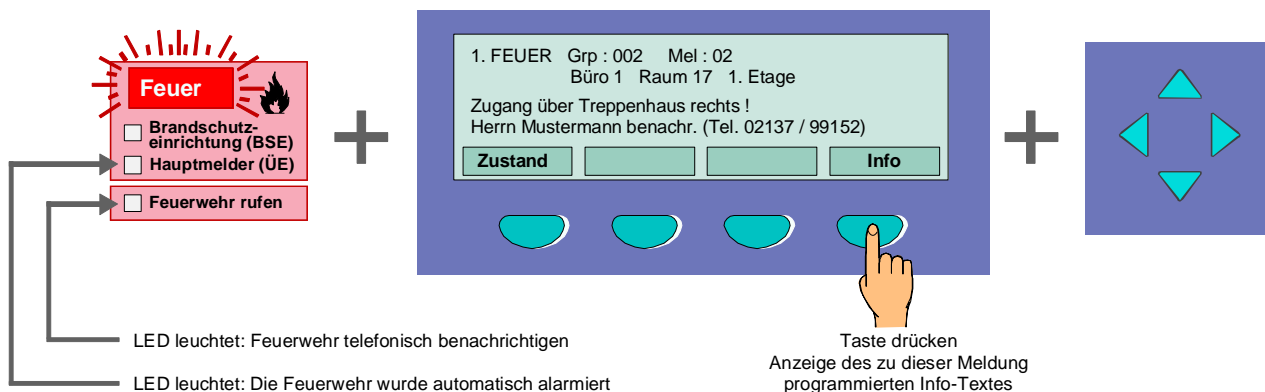 Feuer
Brandschutz-
einrichtung (BSE)
Hauptmelder (ÜE)
Feuerwehr rufen
1. FEUER Grp : 002 Mel : 02
Büro 1 Raum 17 1. Etage
Zugang über Treppenhaus rechts !
Herrn Mustermann benachr. (Tel. 02137 / 99152)
Zustand Info
LED leuchtet: Feuerwehr telefonisch benachrichtigen
LED leuchtet: Die Feuerwehr wurde automatisch alarmiert
Taste drücken
Anzeige des zu dieser Meldung
programmierten Info-Textes